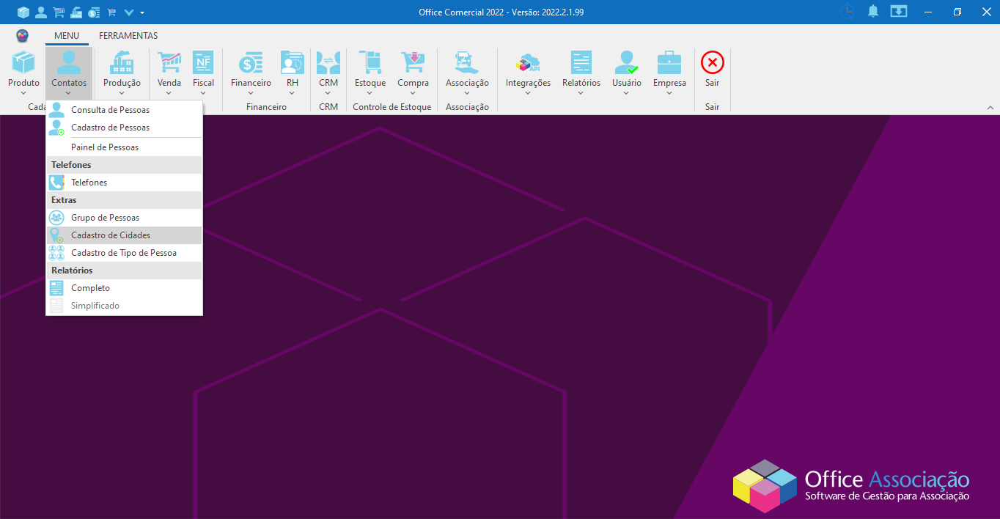 Office Comercial 2022 - Versão: 2022.2.1.99
MENU FERRAMENTAS
Produto Contatos Produção Venda Fiscal Financeiro RH CRM Estoque Compra Associação Integrações Relatórios Usuário Empresa Sair
NF
API
Cada Financeiro CRM Controle de Estoque Associação Sair
Consulta de Pessoas
Cadastro de Pessoas
Painel de Pessoas
Telefones
Telefones
Extras
Grupo de Pessoas
Cadastro de Cidades
Cadastro de Tipo de Pessoa
Relatórios
Completo
Simplificado
Office Associação
Software de Gestão para Associação